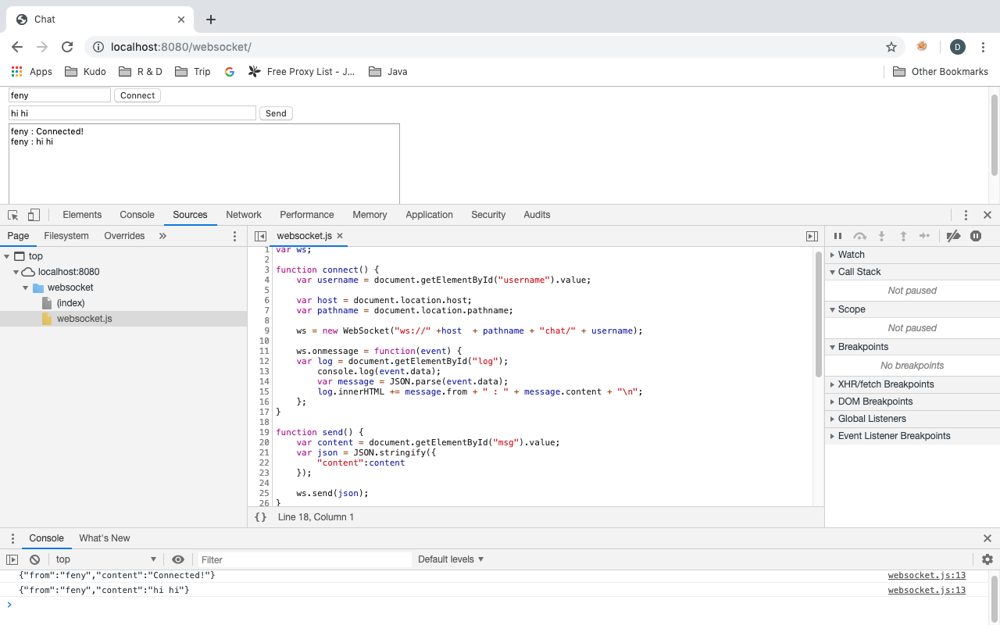 Chat
localhost:8080/websocket/
D
Apps Kudo R & D Trip Free Proxy List - J... Java Other Bookmarks
feny Connect
hi hi Send
feny : Connected!
feny : hi hi
Elements Console Sources Network Performance Memory Application Security Audits
Page Filesystem Overrides » websocket.js
top
localhost:8080
websocket
(index)
websocket.js
1 var ws;
2
3 function connect() {
4     var username = document.getElementById("username").value;
5
6     var host = document.location.host;
7     var pathname = document.location.pathname;
8
9     ws = new WebSocket("ws://" +host  + pathname + "chat/" + username);
10
11     ws.onmessage = function(event) {
12     var log = document.getElementById("log");
13         console.log(event.data);
14         var message = JSON.parse(event.data);
15         log.innerHTML += message.from + " : " + message.content + "\n";
16     };
17 }
18
19 function send() {
20     var content = document.getElementById("msg").value;
21     var json = JSON.stringify({
22         "content":content
23     });
24
25     ws.send(json);
26 }
{} Line 18, Column 1
Watch
Call Stack
Not paused
Scope
Not paused
Breakpoints
No breakpoints
XHR/fetch Breakpoints
DOM Breakpoints
Global Listeners
Event Listener Breakpoints
Console What's New
top Filter Default levels
{"from":"feny","content":"Connected!"} websocket.js:13
{"from":"feny","content":"hi hi"} websocket.js:13